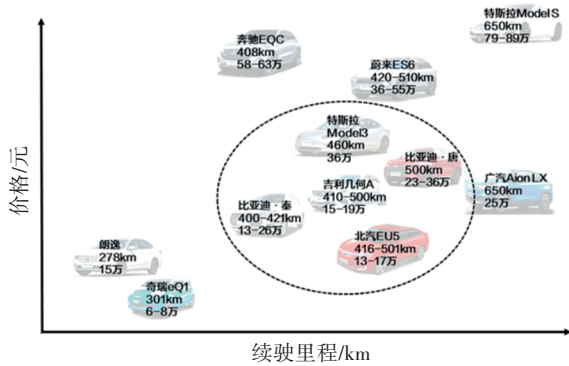 特斯拉Model S
650km
79-89万
奔驰EQC
408km
58-63万
蔚来ES6
420-510km
36-55万
特斯拉
Model3
460km
36万
比亚迪·唐
500km
23-36万
广汽Aion LX
650km
25万
吉利几何A
410-500km
15-19万
比亚迪·秦
400-421km
13-26万
北汽EU5
416-501km
13-17万
朗逸
278km
15万
奇瑞eQ1
301km
6-8万
价格/元
续驶里程/km